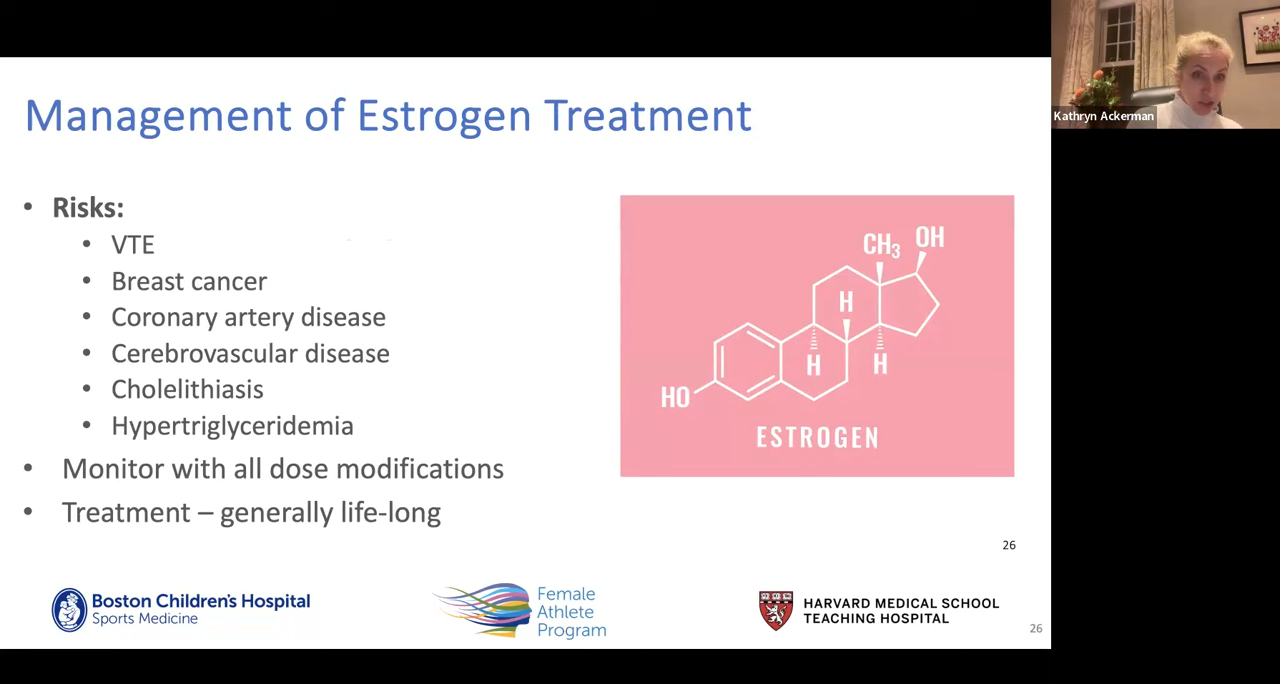 Management of Estrogen Treatment
Kathryn Ackerman
• Risks:
• VTE
• Breast cancer
• Coronary artery disease
• Cerebrovascular disease
• Cholelithiasis
• Hypertriglyceridemia
• Monitor with all dose modifications
• Treatment – generally life-long
CH3 OH
H
H H
HO
ESTROGEN
26
Boston Children's Hospital
Sports Medicine
Female
Athlete
Program
HARVARD MEDICAL SCHOOL
TEACHING HOSPITAL
26